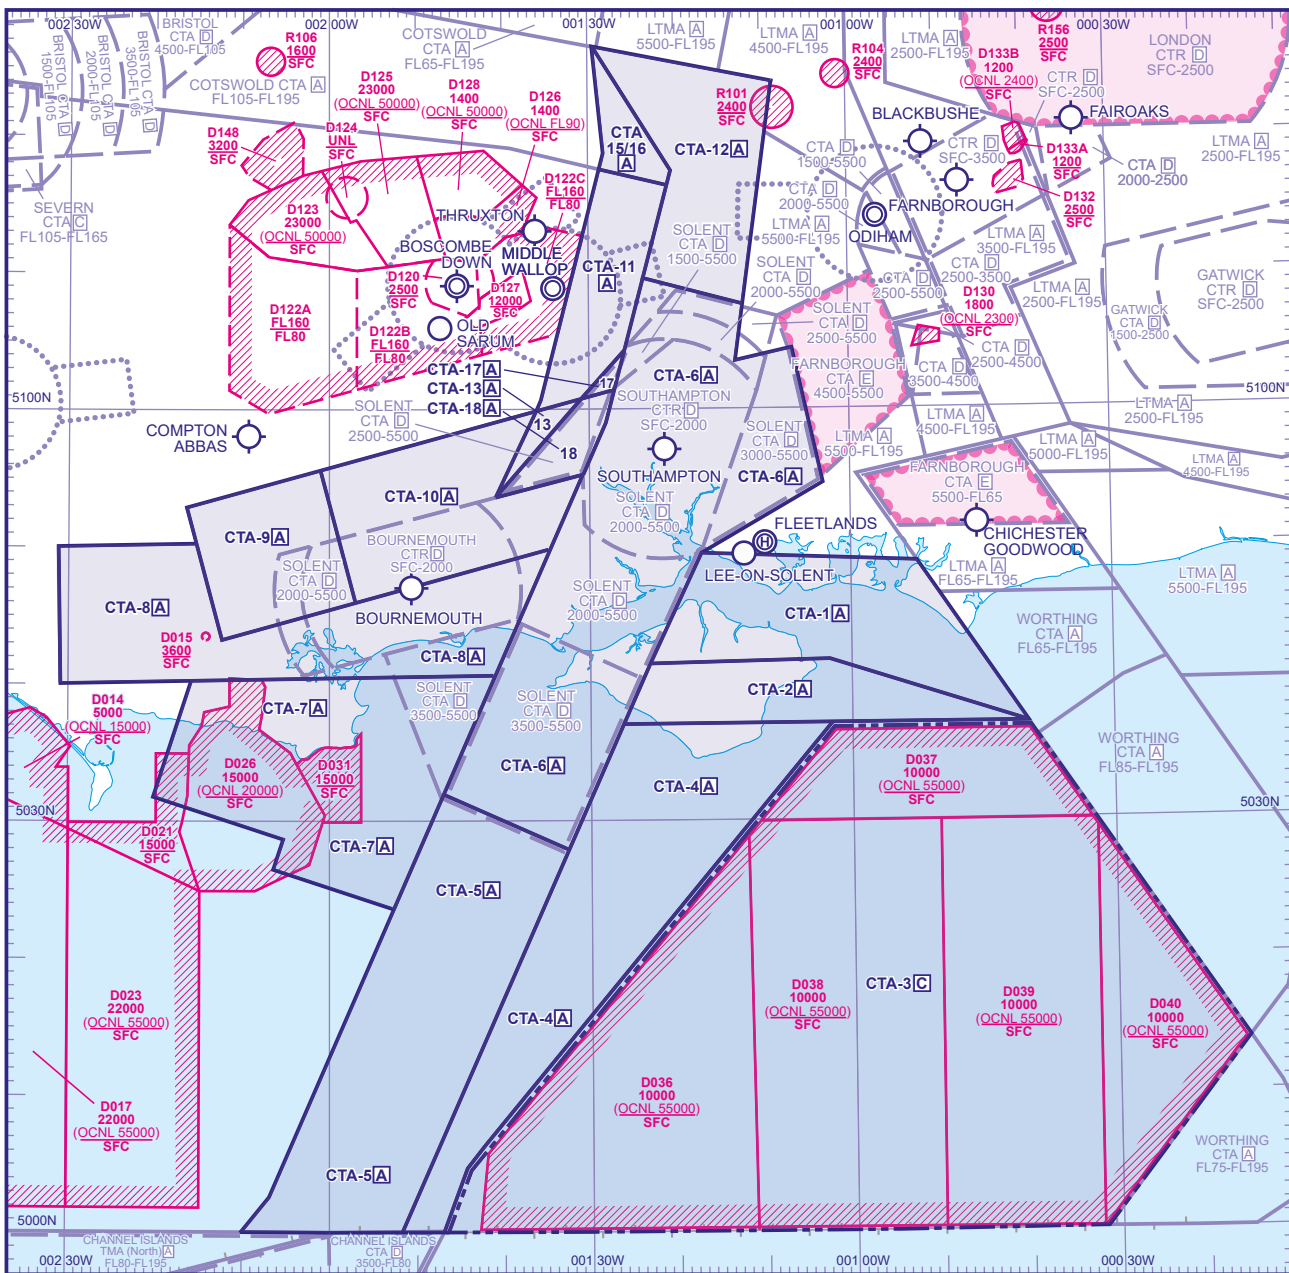 002 30W
002 00W
001 30W
001 00W
000 30W
BRISTOL
CTA D
4500-FL105
BRISTOL CTA D
1500-FL105
BRISTOL CTA D
2000-FL105
BRISTOL CTA D
3500-FL105
R106
1600
SFC
COTSWOLD
CTA A
FL65-FL195
COTSWOLD CTA A
FL105-FL195
LTMA A
5500-FL195
LTMA A
4500-FL195
LTMA A
2500-FL195
R104
2400
SFC
R156
2500
SFC
D133B
1200
(OCNL 2400)
SFC
LONDON
CTR D
SFC-2500
CTR D
SFC-2500
D125
23000
(OCNL 50000)
SFC
D128
1400
(OCNL 50000)
SFC
D126
1400
(OCNL FL90)
SFC
R101
2400
SFC
BLACKBUSHE
FAIROAKS
D148
3200
SFC
D124
UNL
SFC
CTA
15/16
A
CTA-12 A
CTA D
1500-5500
CTR D
SFC-3500
D133A
1200
SFC
LTMA A
2500-FL195
CTA D
2000-2500
D122C
FL160
FL80
CTA D
2000-5500
FARNBOROUGH
D132
2500
SFC
SEVERN
CTA C
FL105-FL165
D123
23000
(OCNL 50000)
SFC
THRUXTON
LTMA A
5500-FL195
ODIHAM
LTMA A
3500-FL195
SOLENT
CTA D
1500-5500
BOSCOMBE
DOWN
MIDDLE
WALLOP
CTA-11
A
SOLENT
CTA D
2000-5500
CTA D
2500-5500
CTA D
2500-3500
D120
2500
SFC
D127
12000
SFC
GATWICK
CTR D
SFC-2500
LTMA A
2500-FL195
D130
1800
(OCNL 2300)
SFC
D122A
FL160
FL80
D122B
FL160
FL80
OLD
SARUM
SOLENT
CTA D
2500-5500
GATWICK
CTA D
1500-2500
CTA D
2500-4500
CTA-17 A
CTA-13 A
CTA-18 A
17
13
18
CTA-6 A
FARNBOROUGH
CTA E
4500-5500
CTA D
3500-4500
5100N
5100N
SOUTHAMPTON
CTR D
SFC-2000
SOLENT
CTA D
2500-5500
LTMA A
4500-FL195
LTMA A
2500-FL195
COMPTON
ABBAS
SOLENT
CTA D
3000-5500
LTMA A
5500-FL195
LTMA A
5000-FL195
LTMA A
4500-FL195
SOUTHAMPTON
CTA-6 A
FARNBOROUGH
CTA E
5500-FL65
CTA-10 A
SOLENT
CTA D
2000-5500
FLEETLANDS
H
CHICHESTER
GOODWOOD
CTA-9 A
BOURNEMOUTH
CTR D
SFC-2000
LEE-ON-SOLENT
LTMA A
FL65-FL195
LTMA A
5500-FL195
SOLENT
CTA D
2000-5500
SOLENT
CTA D
2000-5500
CTA-8 A
BOURNEMOUTH
CTA-1 A
WORTHING
CTA A
FL65-FL195
D015
3600
SFC
CTA-8 A
CTA-2 A
D014
5000
(OCNL 15000)
SFC
CTA-7 A
SOLENT
CTA D
3500-5500
SOLENT
CTA D
3500-5500
WORTHING
CTA A
FL85-FL195
D026
15000
(OCNL 20000)
SFC
D031
15000
SFC
CTA-6 A
CTA-4 A
D037
10000
(OCNL 55000)
SFC
5030N
5030N
D021
15000
SFC
CTA-7 A
CTA-5 A
D023
22000
(OCNL 55000)
SFC
D038
10000
(OCNL 55000)
SFC
CTA-3 C
D039
10000
(OCNL 55000)
SFC
D040
10000
(OCNL 55000)
SFC
CTA-4 A
D036
10000
(OCNL 55000)
SFC
D017
22000
(OCNL 55000)
SFC
CTA-5 A
WORTHING
CTA A
FL75-FL195
5000N
CHANNEL ISLANDS
TMA (North) A
FL80-FL195
CHANNEL ISLANDS
CTA D
3500-FL80
002 30W
002 00W
001 30W
001 00W
000 30W